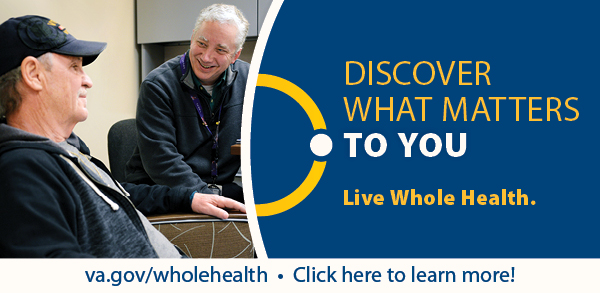 DISCOVER
WHAT MATTERS
TO YOU
Live Whole Health.
va.gov/wholehealth • Click here to learn more!